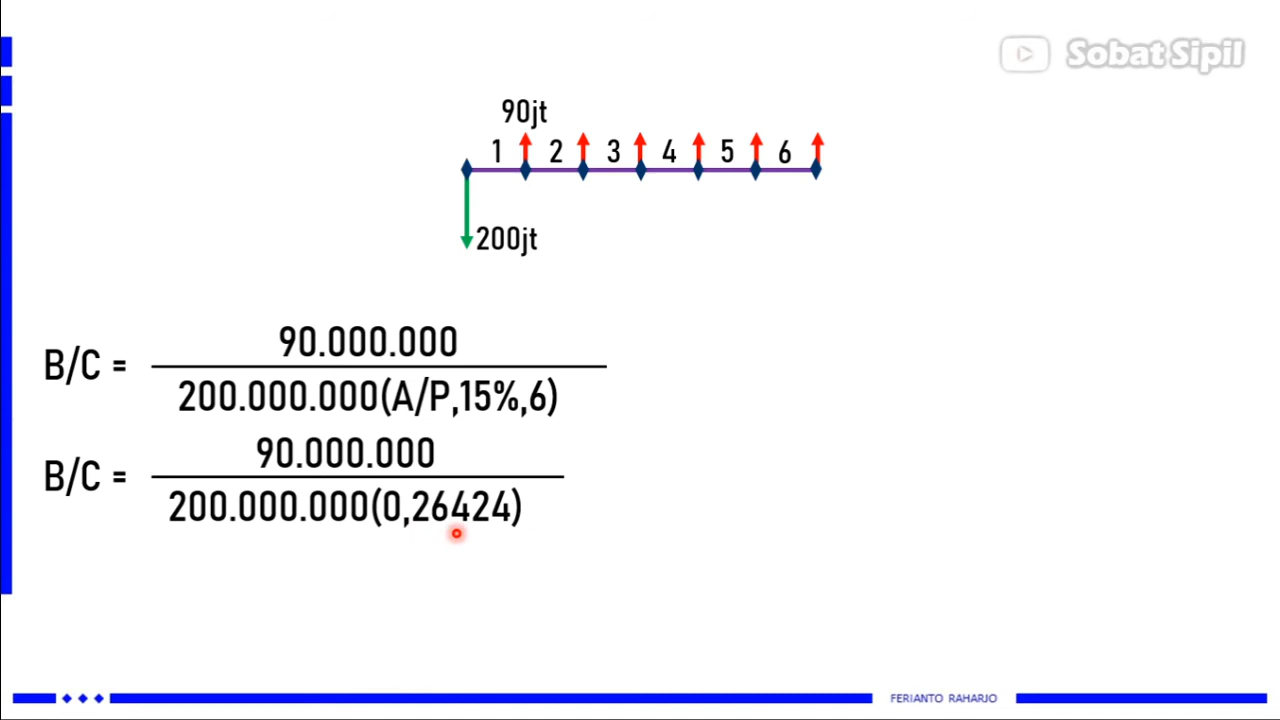 Sobat Sipil
90jt
1 2 3 4 5 6
200jt
90.000.000
B/C =
200.000.000(A/P,15%,6)
90.000.000
B/C =
200.000.000(0,26424)
FERIANTO RAHARJO